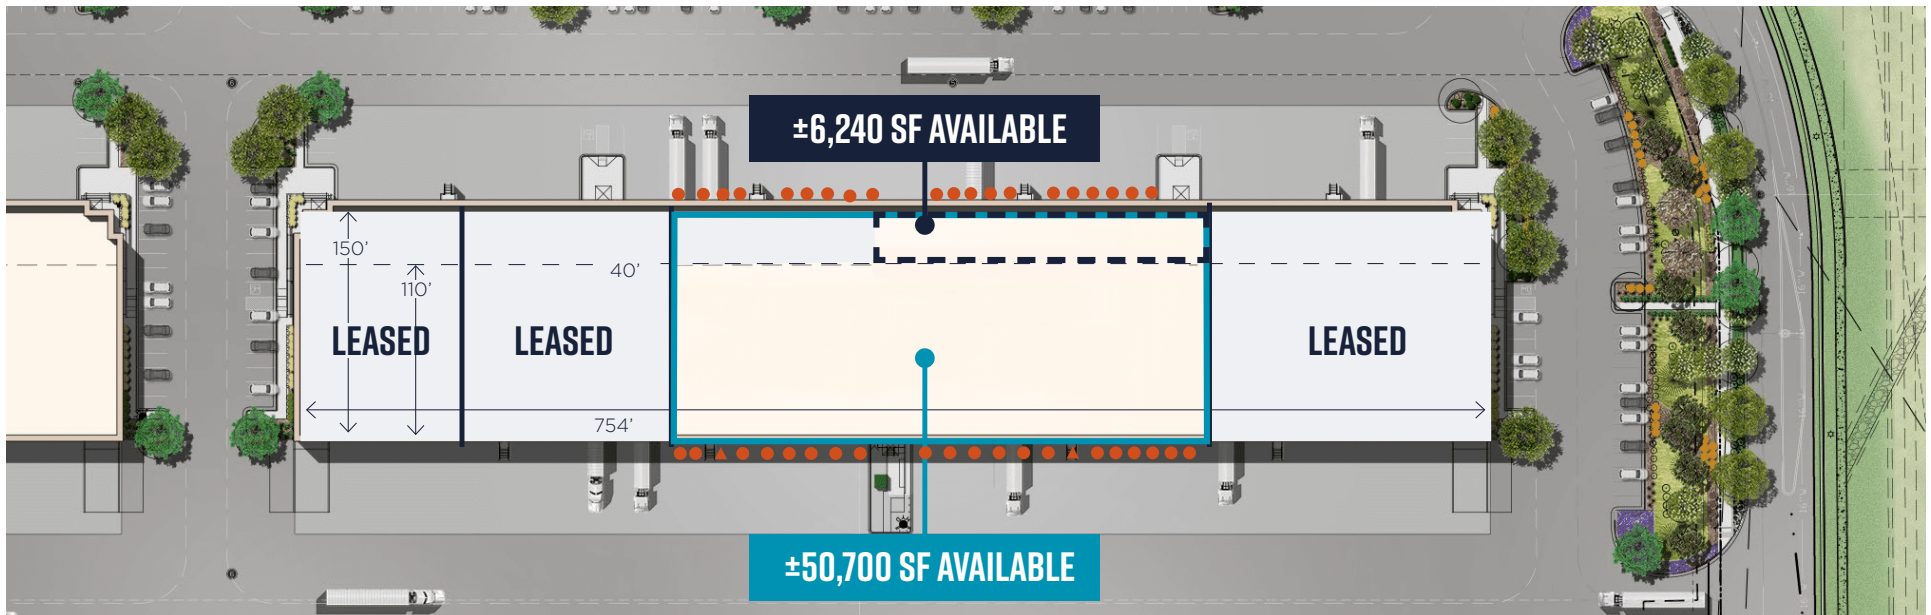 ±6,240 SF AVAILABLE
150'
40'
110'
LEASED
LEASED
LEASED
754'
±50,700 SF AVAILABLE